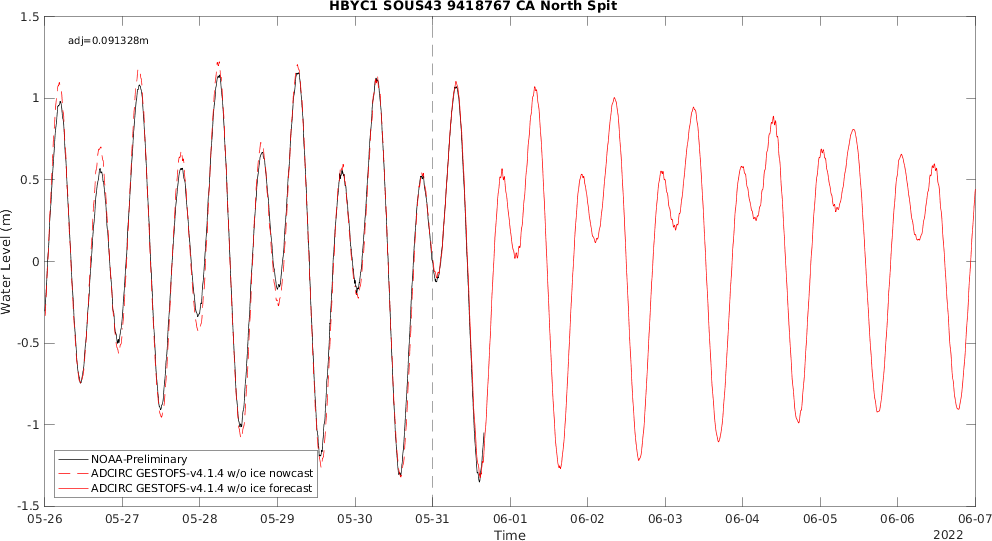 HBYC1 SOUS43 9418767 CA North Spit
adj=0.091328m
Water Level (m)
1.5
1
0.5
0
-0.5
-1
-1.5
NOAA-Preliminary
ADCIRC GESTOFS-v4.1.4 w/o ice nowcast
ADCIRC GESTOFS-v4.1.4 w/o ice forecast
05-26 05-27 05-28 05-29 05-30 05-31 06-01 06-02 06-03 06-04 06-05 06-06 06-07
Time
2022